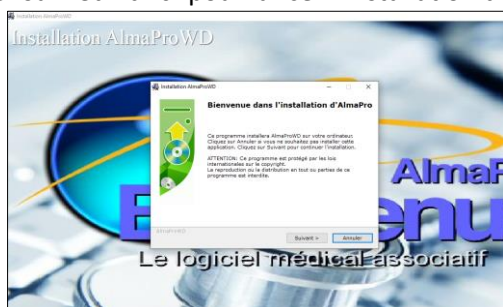 Installation AlmaProWD
Installation AlmaProWD
Installation AlmaProWD
Bienvenue dans l'installation d'AlmaPro
Ce programme installera AlmaProWD sur votre ordinateur.
Cliquez sur Annuler si vous ne souhaitez pas installer cette
application. Cliquez sur Suivant pour continuer l'installation.
ATTENTION: Ce programme est protégé par les lois
internationales sur le copyright.
La reproduction ou la distribution en tout ou parties de ce
programme est interdite.
AlmaProWD
Suivant >
Annuler
Le logiciel médical associatif